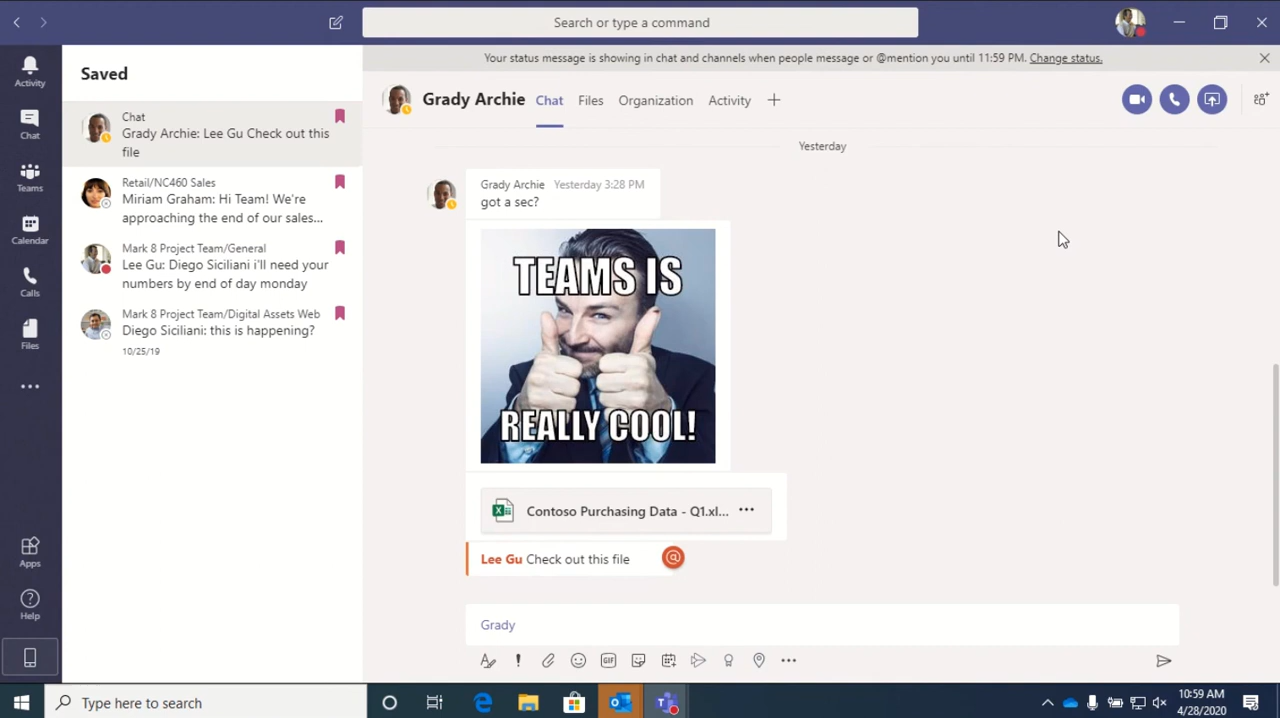 Search or type a command
Your status message is showing in chat and channels when people message or @mention you until 11:59 PM. Change status.
Activity
Chat
Teams
Calendar
Calls
Files
Apps
Help
Saved
Chat
Grady Archie: Lee Gu Check out this
file
Retail/NC460 Sales
Miriam Graham: Hi Team! We're
approaching the end of our sales...
Mark 8 Project Team/General
Lee Gu: Diego Siciliani i'll need your
numbers by end of day monday
Mark 8 Project Team/Digital Assets Web
Diego Siciliani: this is happening?
10/25/19
Grady Archie Chat Files Organization Activity
Yesterday
Grady Archie Yesterday 3:28 PM
got a sec?
TEAMS IS
REALLY COOL!
Contoso Purchasing Data - Q1.xl...
Lee Gu Check out this file
Grady
GIF
Type here to search
10:59 AM
4/28/2020